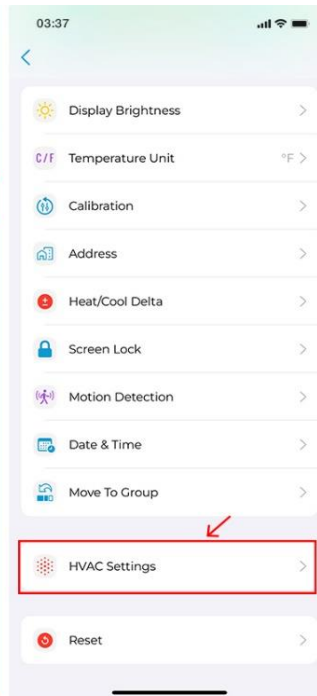 03:37
Display Brightness
C/F Temperature Unit °F
Calibration
Address
Heat/Cool Delta
Screen Lock
Motion Detection
Date & Time
Move To Group
HVAC Settings
Reset